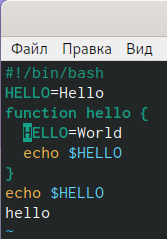 Файл Правка Вид
#!/bin/bash
HELLO=Hello
function hello {
  HELLO=World
  echo $HELLO
}
echo $HELLO
hello
~